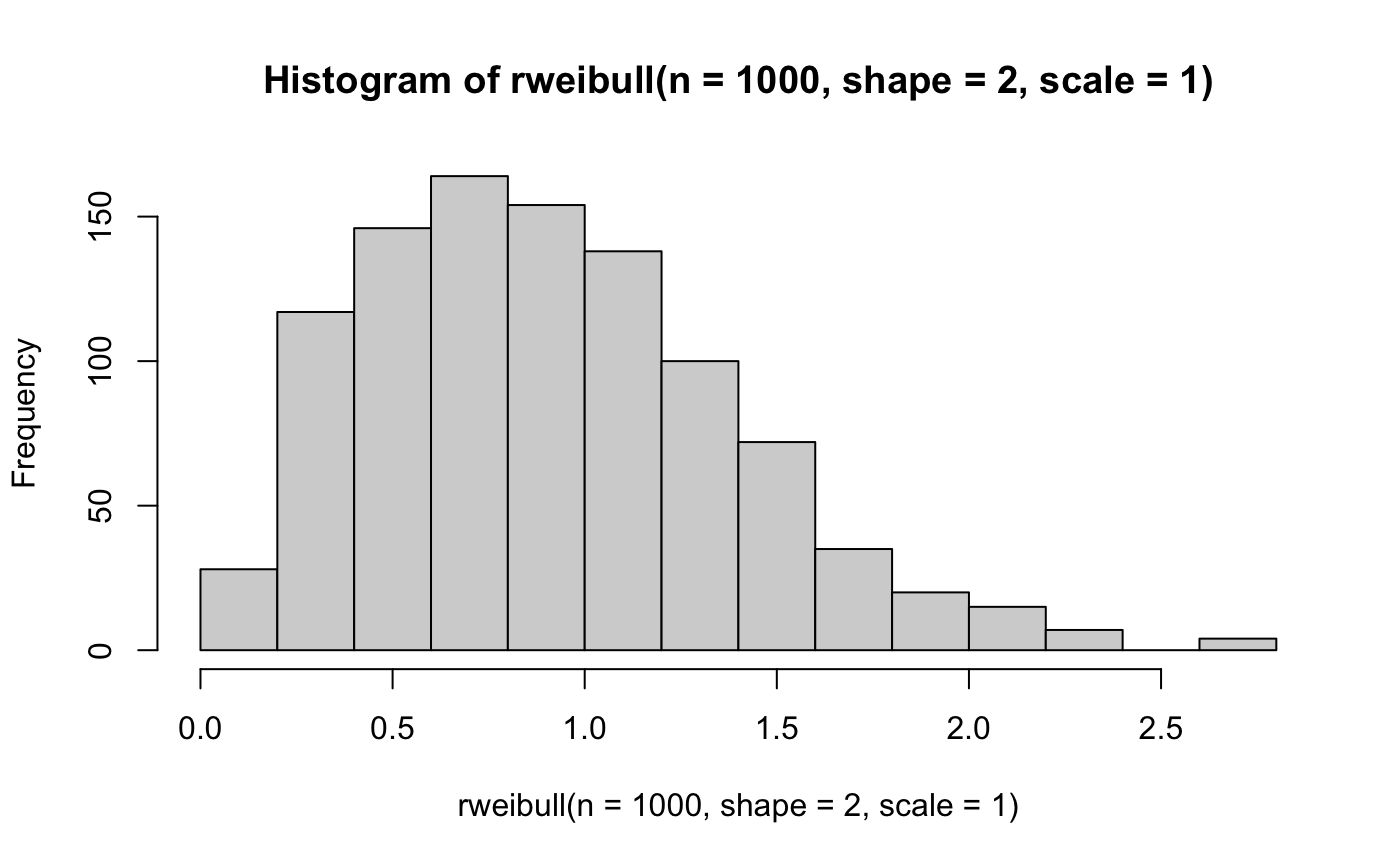 Histogram of rweibull(n = 1000, shape = 2, scale = 1)
150
100
50
0
Frequency
0.0 0.5 1.0 1.5 2.0 2.5
rweibull(n = 1000, shape = 2, scale = 1)